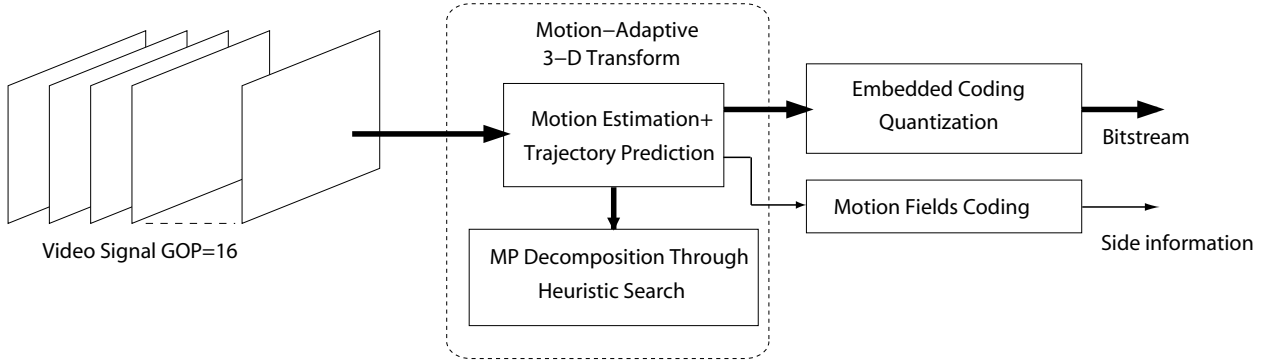 Motion−Adaptive
3−D Transform
Motion Estimation+
Trajectory Prediction
MP Decomposition Through
Heuristic Search
Embedded Coding
Quantization
Bitstream
Motion Fields Coding
Side information
Video Signal GOP=16